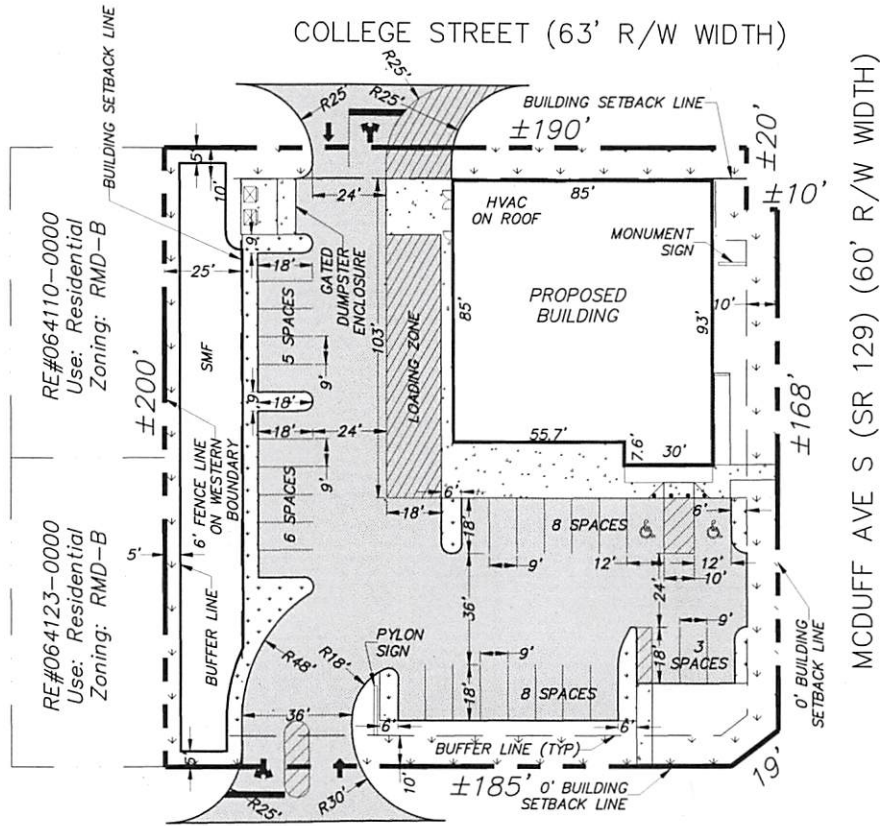 COLLEGE STREET (63' R/W WIDTH)
R25'
R25'
R25'
BUILDING SETBACK LINE
BUILDING SETBACK LINE
±190'
±20'
±10'
5'
10'
24'
85'
HVAC
ON ROOF
MONUMENT
SIGN
9'
25'
18'
GATED
DUMPSTER
ENCLOSURE
PROPOSED
BUILDING
85'
93'
10'
RE#064110-0000
Use: Residential
Zoning: RMD-B
SMF
5 SPACES
9'
103'
LOADING ZONE
±200'
9'
18'
18'
24'
±168'
MCDUFF AVE S (SR 129) (60' R/W WIDTH)
6' FENCE LINE
ON WESTERN
BOUNDARY
6 SPACES
9'
55.7'
7.6'
30'
6'
18'
18'
8 SPACES
6'
9'
12'
12'
10'
RE#064123-0000
Use: Residential
Zoning: RMD-B
5'
BUFFER LINE
36'
24'
9'
PYLON
SIGN
R48'
R18'
9'
18'
3
SPACES
18'
8 SPACES
0' BUILDING
SETBACK LINE
36'
6'
6'
BUFFER LINE (TYP)
5'
10'
±185'
0' BUILDING
SETBACK LINE
19'
R25'
R30'